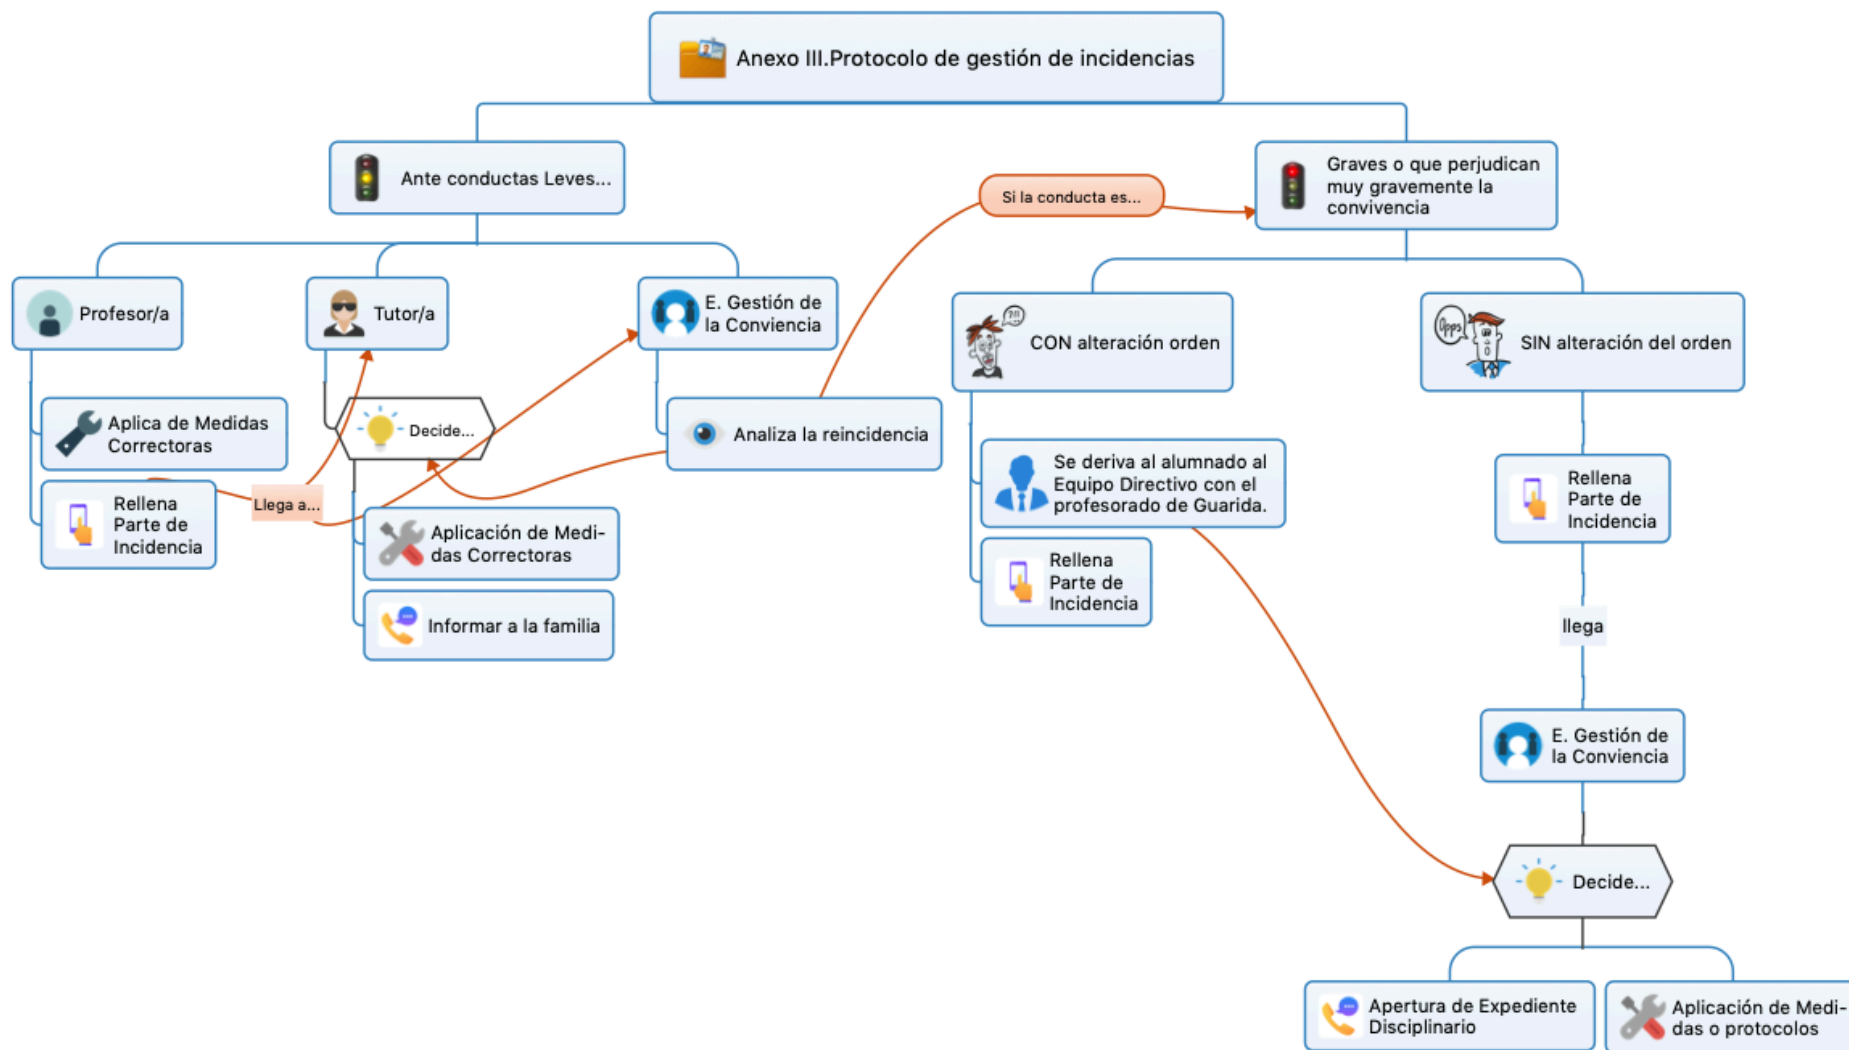 Anexo III.Protocolo de gestión de incidencias
Ante conductas Leves...
Graves o que perjudican
muy gravemente la
convivencia
Si la conducta es...
Profesor/a
Tutor/a
E. Gestión de
la Conviencia
CON alteración orden
SIN alteración del orden
Opps
?!!
Aplica de Medidas
Correctoras
Decide...
Analiza la reincidencia
Rellena
Parte de
Incidencia
Llega a...
Aplicación de Medi-
das Correctoras
Informar a la familia
Se deriva al alumnado al
Equipo Directivo con el
profesorado de Guarida.
Rellena
Parte de
Incidencia
Rellena
Parte de
Incidencia
llega
E. Gestión de
la Conviencia
Decide...
Apertura de Expediente
Disciplinario
Aplicación de Medi-
das o protocolos